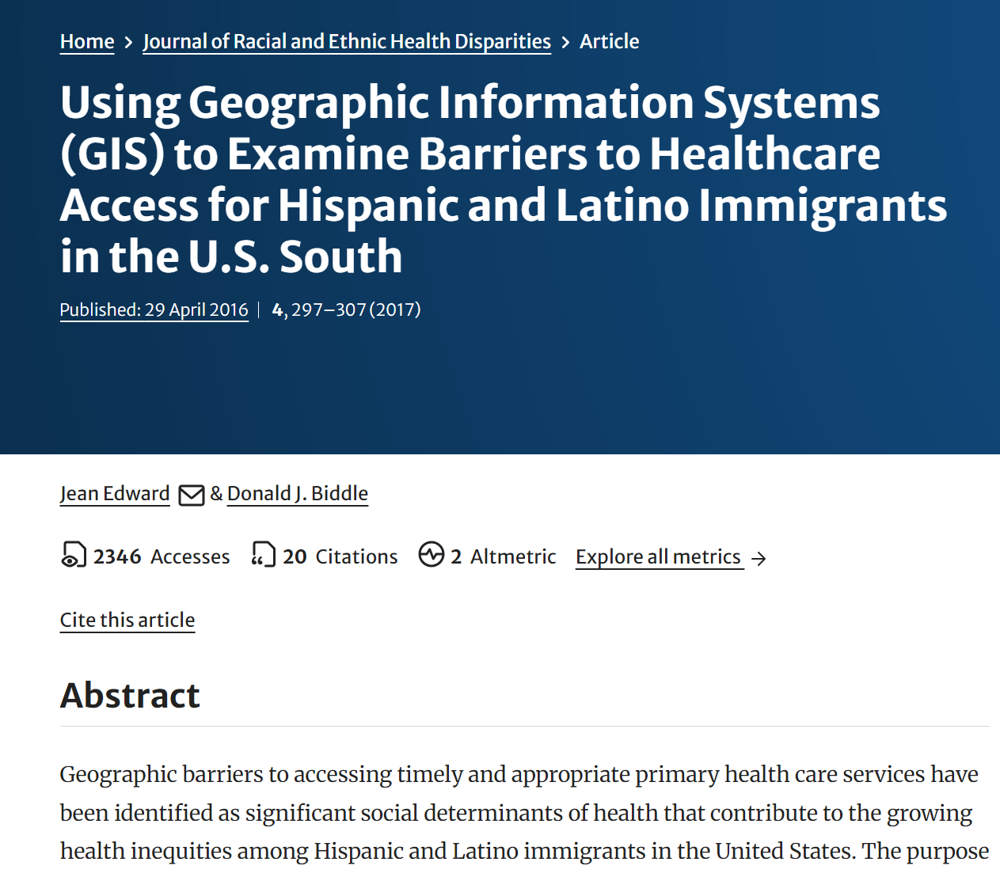 Home > Journal of Racial and Ethnic Health Disparities > Article
Using Geographic Information Systems
(GIS) to Examine Barriers to Healthcare
Access for Hispanic and Latino Immigrants
in the U.S. South
Published: 29 April 2016 | 4, 297–307 (2017)
Jean Edward & Donald J. Biddle
2346 Accesses 20 Citations 2 Altmetric Explore all metrics →
Cite this article
Abstract
Geographic barriers to accessing timely and appropriate primary health care services have
been identified as significant social determinants of health that contribute to the growing
health inequities among Hispanic and Latino immigrants in the United States. The purpose